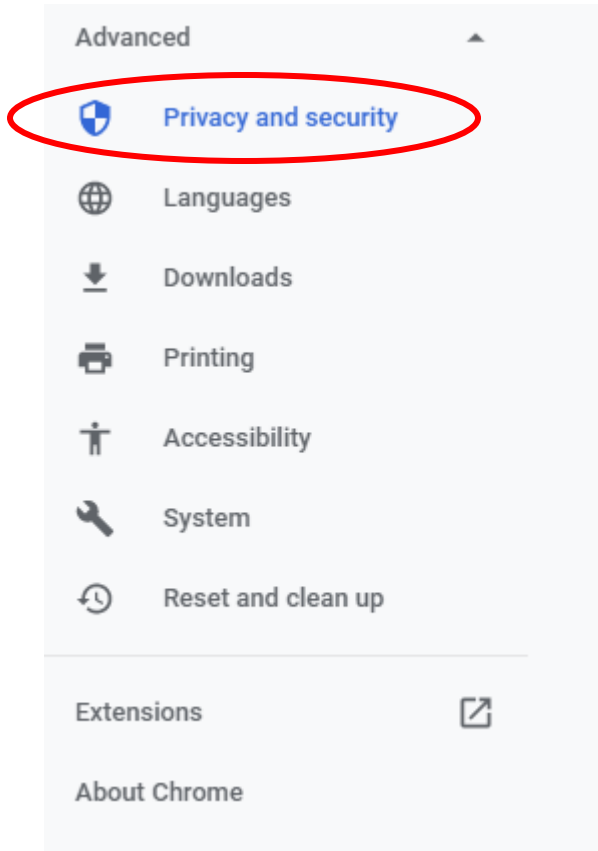 Advanced
Privacy and security
Languages
Downloads
Printing
Accessibility
System
Reset and clean up
Extensions
About Chrome